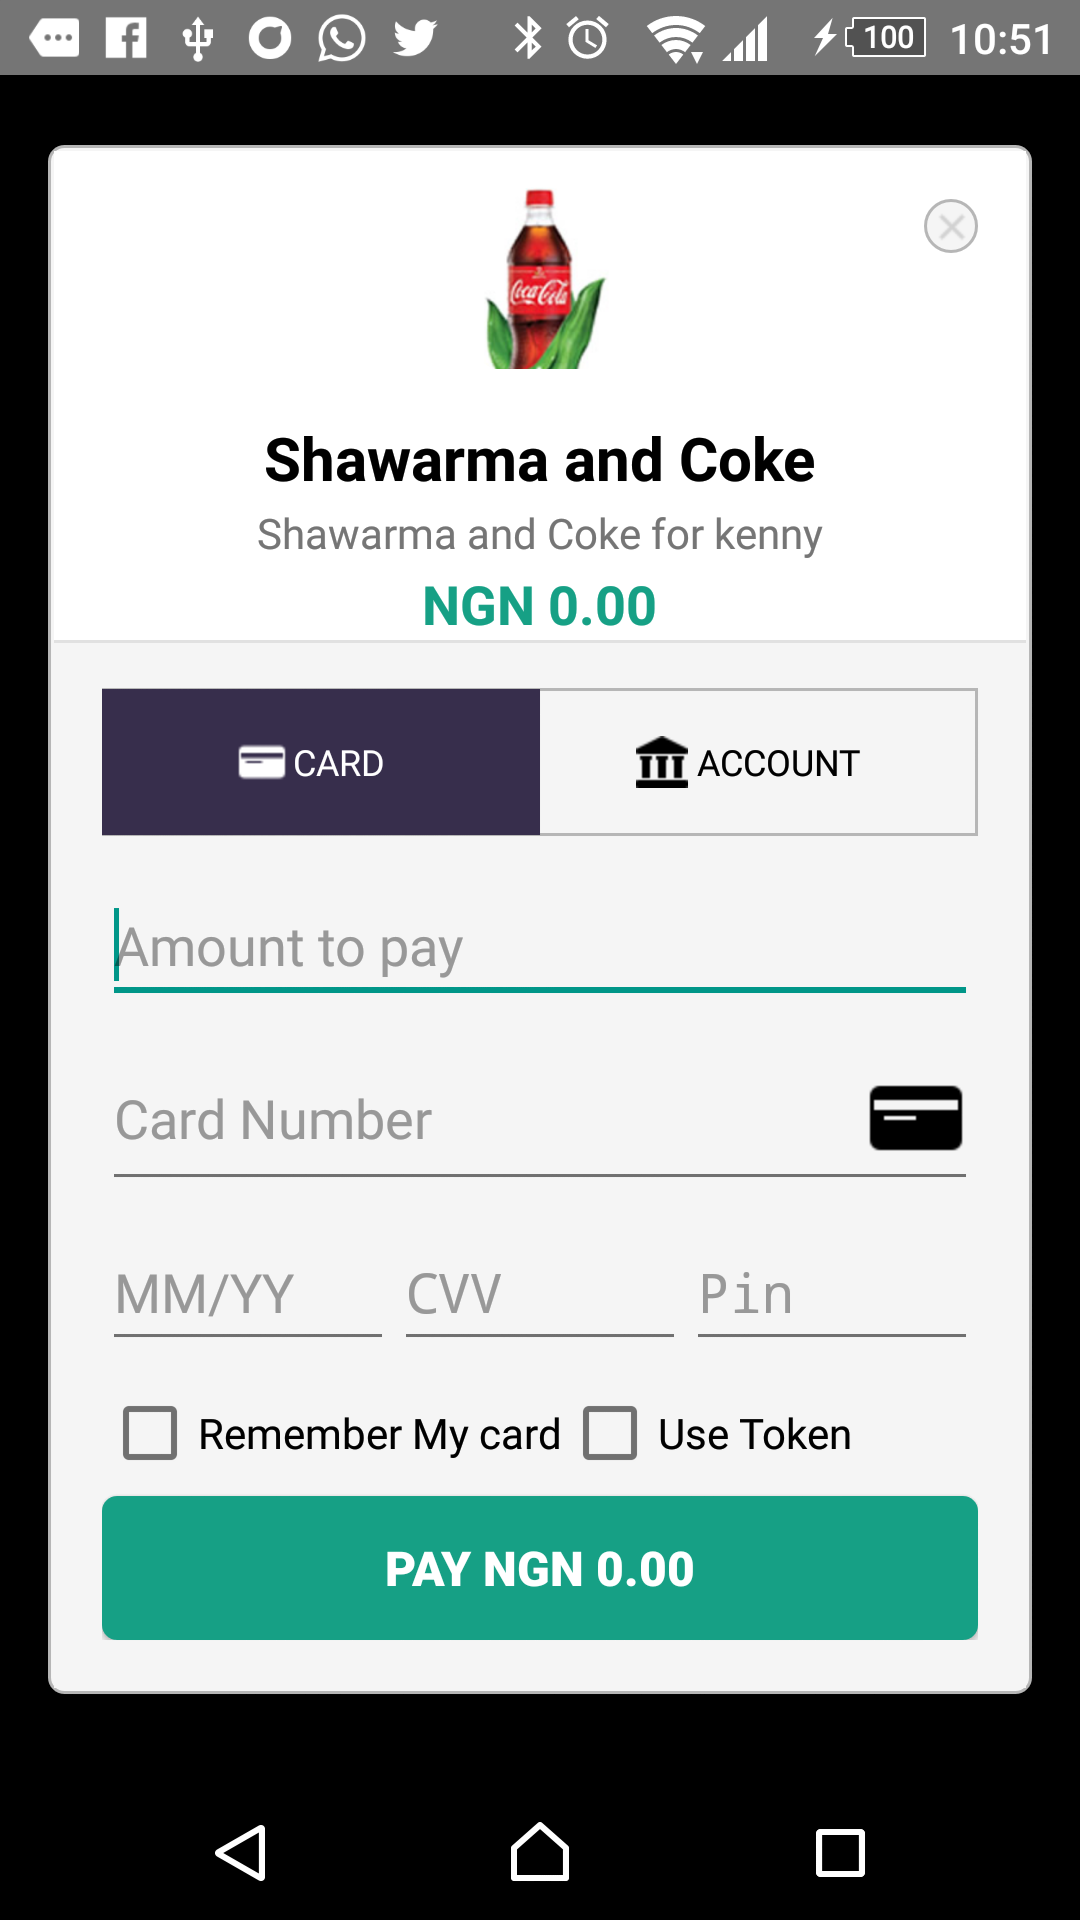 100 10:51
Coca-Cola
Shawarma and Coke
Shawarma and Coke for kenny
NGN 0.00
CARD ACCOUNT
Amount to pay
Card Number
MM/YY CVV Pin
Remember My card Use Token
PAY NGN 0.00